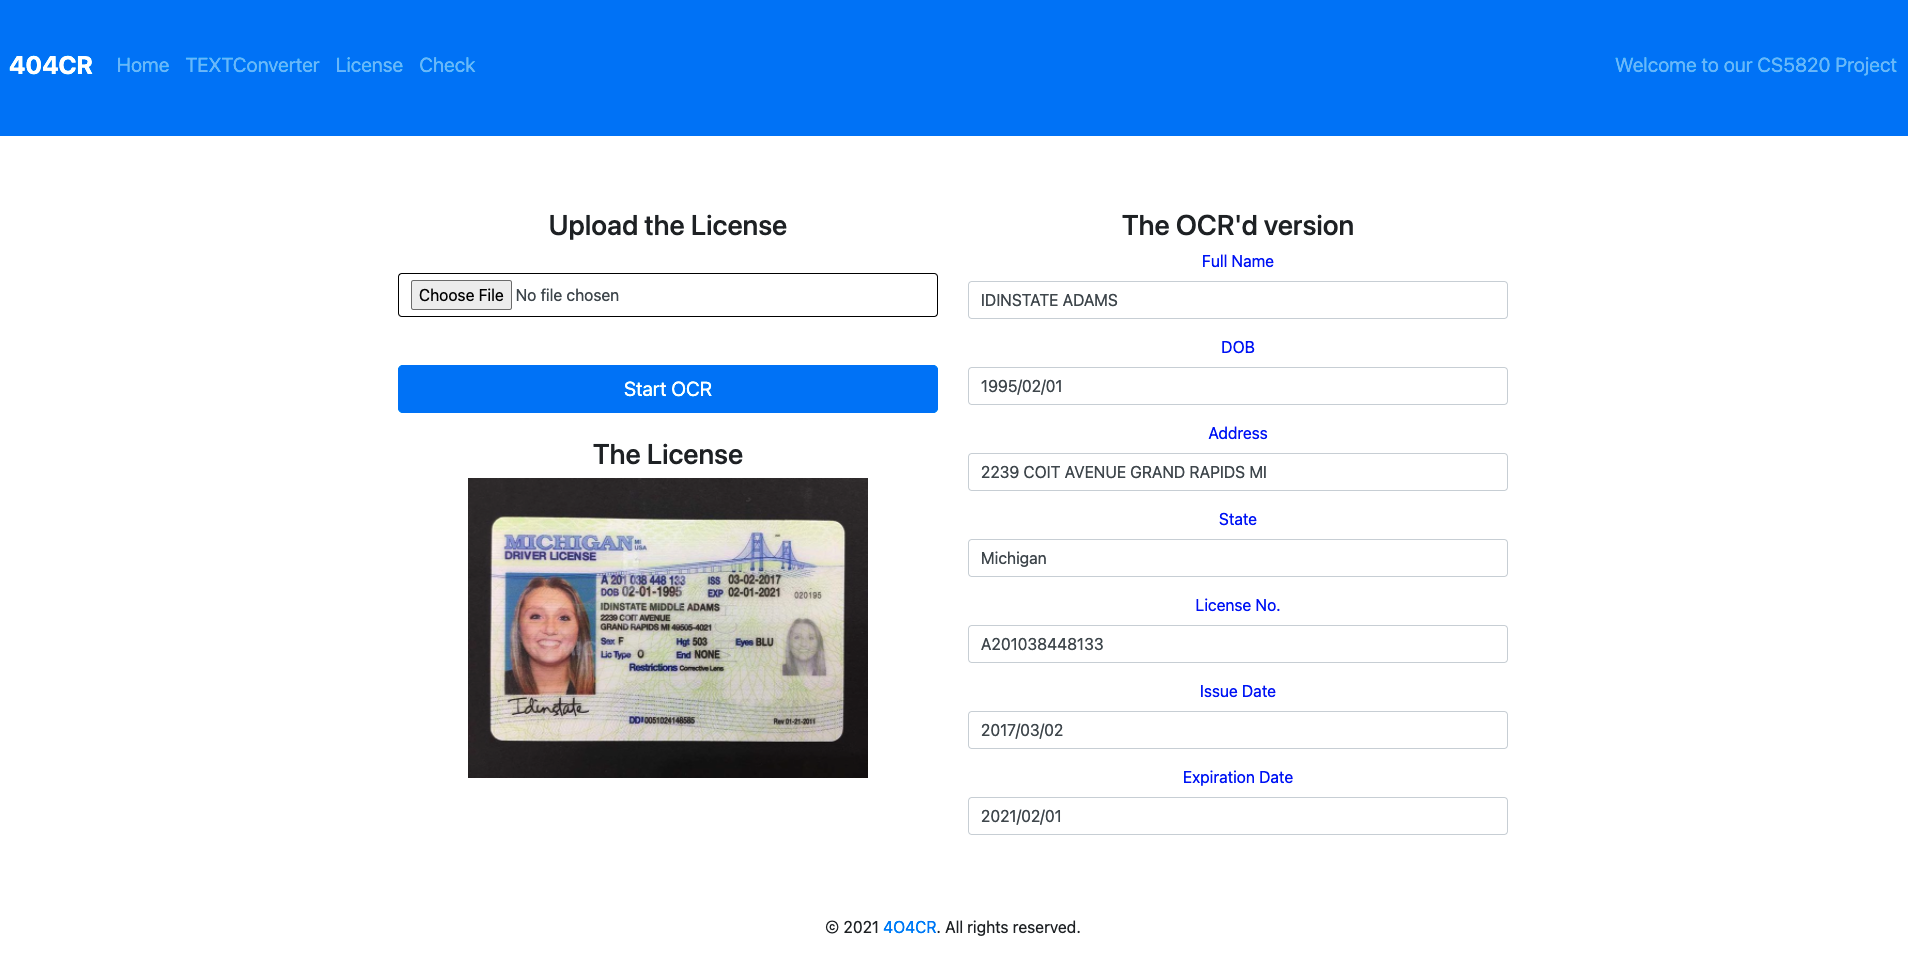 404CR Home TEXTConverter License Check Welcome to our CS5820 Project
Upload the License
Choose File No file chosen
Start OCR
The License
MICHIGAN MI USA
DRIVER LICENSE
A 201 038 448 133 ISS 03-02-2017
DOB 02-01-1995 EXP 02-01-2021 020195
IDINSTATE MIDDLE ADAMS
2239 COIT AVENUE
GRAND RAPIDS MI 49505-4021
Sex F Hgt 503 Eyes BLU
Lic Type O End NONE
Restrictions Corrective Lens
Idinstate
DD 0051024146585 Rev 01-21-2011
The OCR'd version
Full Name
IDINSTATE ADAMS
DOB
1995/02/01
Address
2239 COIT AVENUE GRAND RAPIDS MI
State
Michigan
License No.
A201038448133
Issue Date
2017/03/02
Expiration Date
2021/02/01
© 2021 4O4CR. All rights reserved.